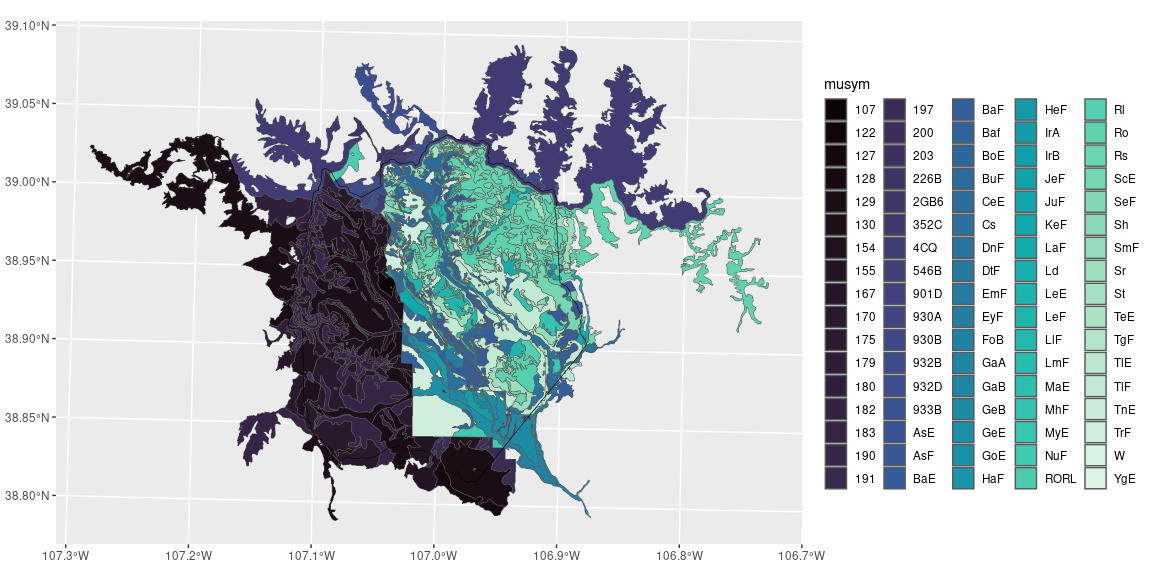 39.10°N
39.05°N
39.00°N
38.95°N
38.90°N
38.85°N
38.80°N
107.3°W 107.2°W 107.1°W 107.0°W 106.9°W 106.8°W 106.7°W
musym
107 197 BaF HeF Rl
122 200 Baf IrA Ro
127 203 BoE IrB Rs
128 226B BuF JeF ScE
129 2GB6 CeE JuF SeF
130 352C Cs KeF Sh
154 4CQ DnF LaF SmF
155 546B DtF Ld Sr
167 901D EmF LeE St
170 930A EyF LeF TeE
175 930B FoB LlF TgF
179 932B GaA LmF TlE
180 932D GaB MaE TlF
182 933B GeB MhF TnE
183 AsE GeE MyE TrF
190 AsF GoE NuF W
191 BaE HaF RORL YgE